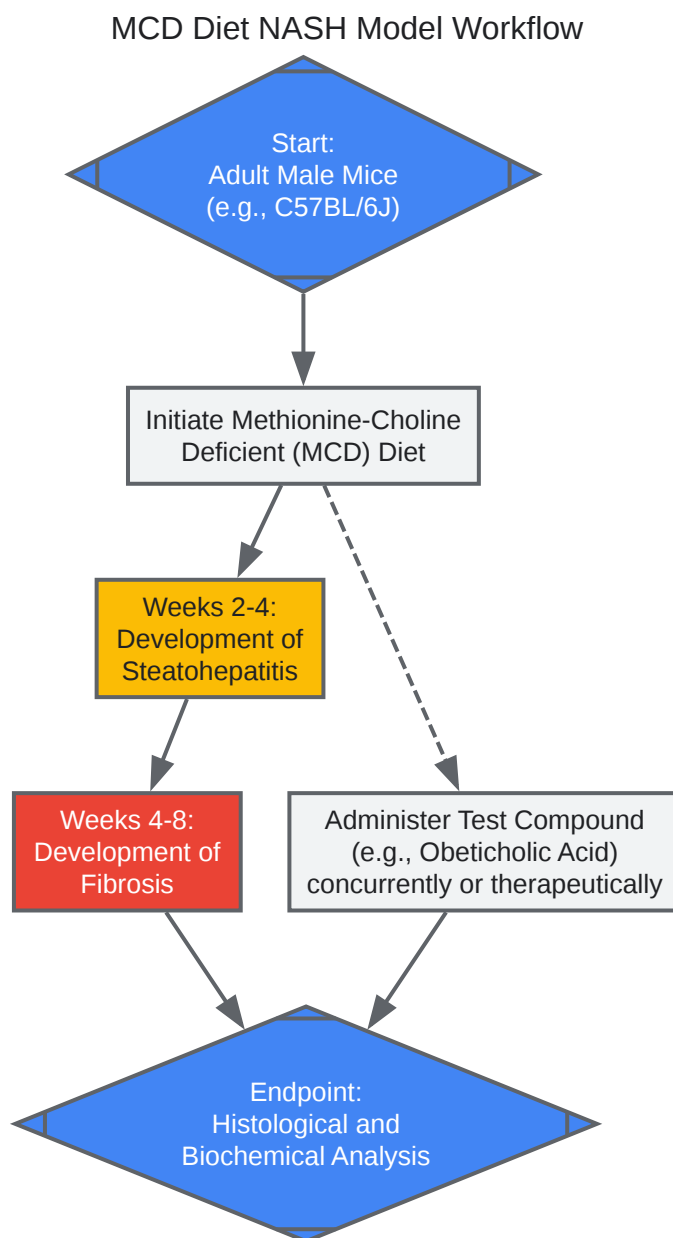 MCD Diet NASH Model Workflow
Start:
Adult Male Mice
(e.g., C57BL/6J)
Initiate Methionine-Choline
Deficient (MCD) Diet
Weeks 2-4:
Development of
Steatohepatitis
Weeks 4-8:
Development of
Fibrosis
Administer Test Compound
(e.g., Obeticholic Acid)
concurrently or therapeutically
Endpoint:
Histological and
Biochemical Analysis